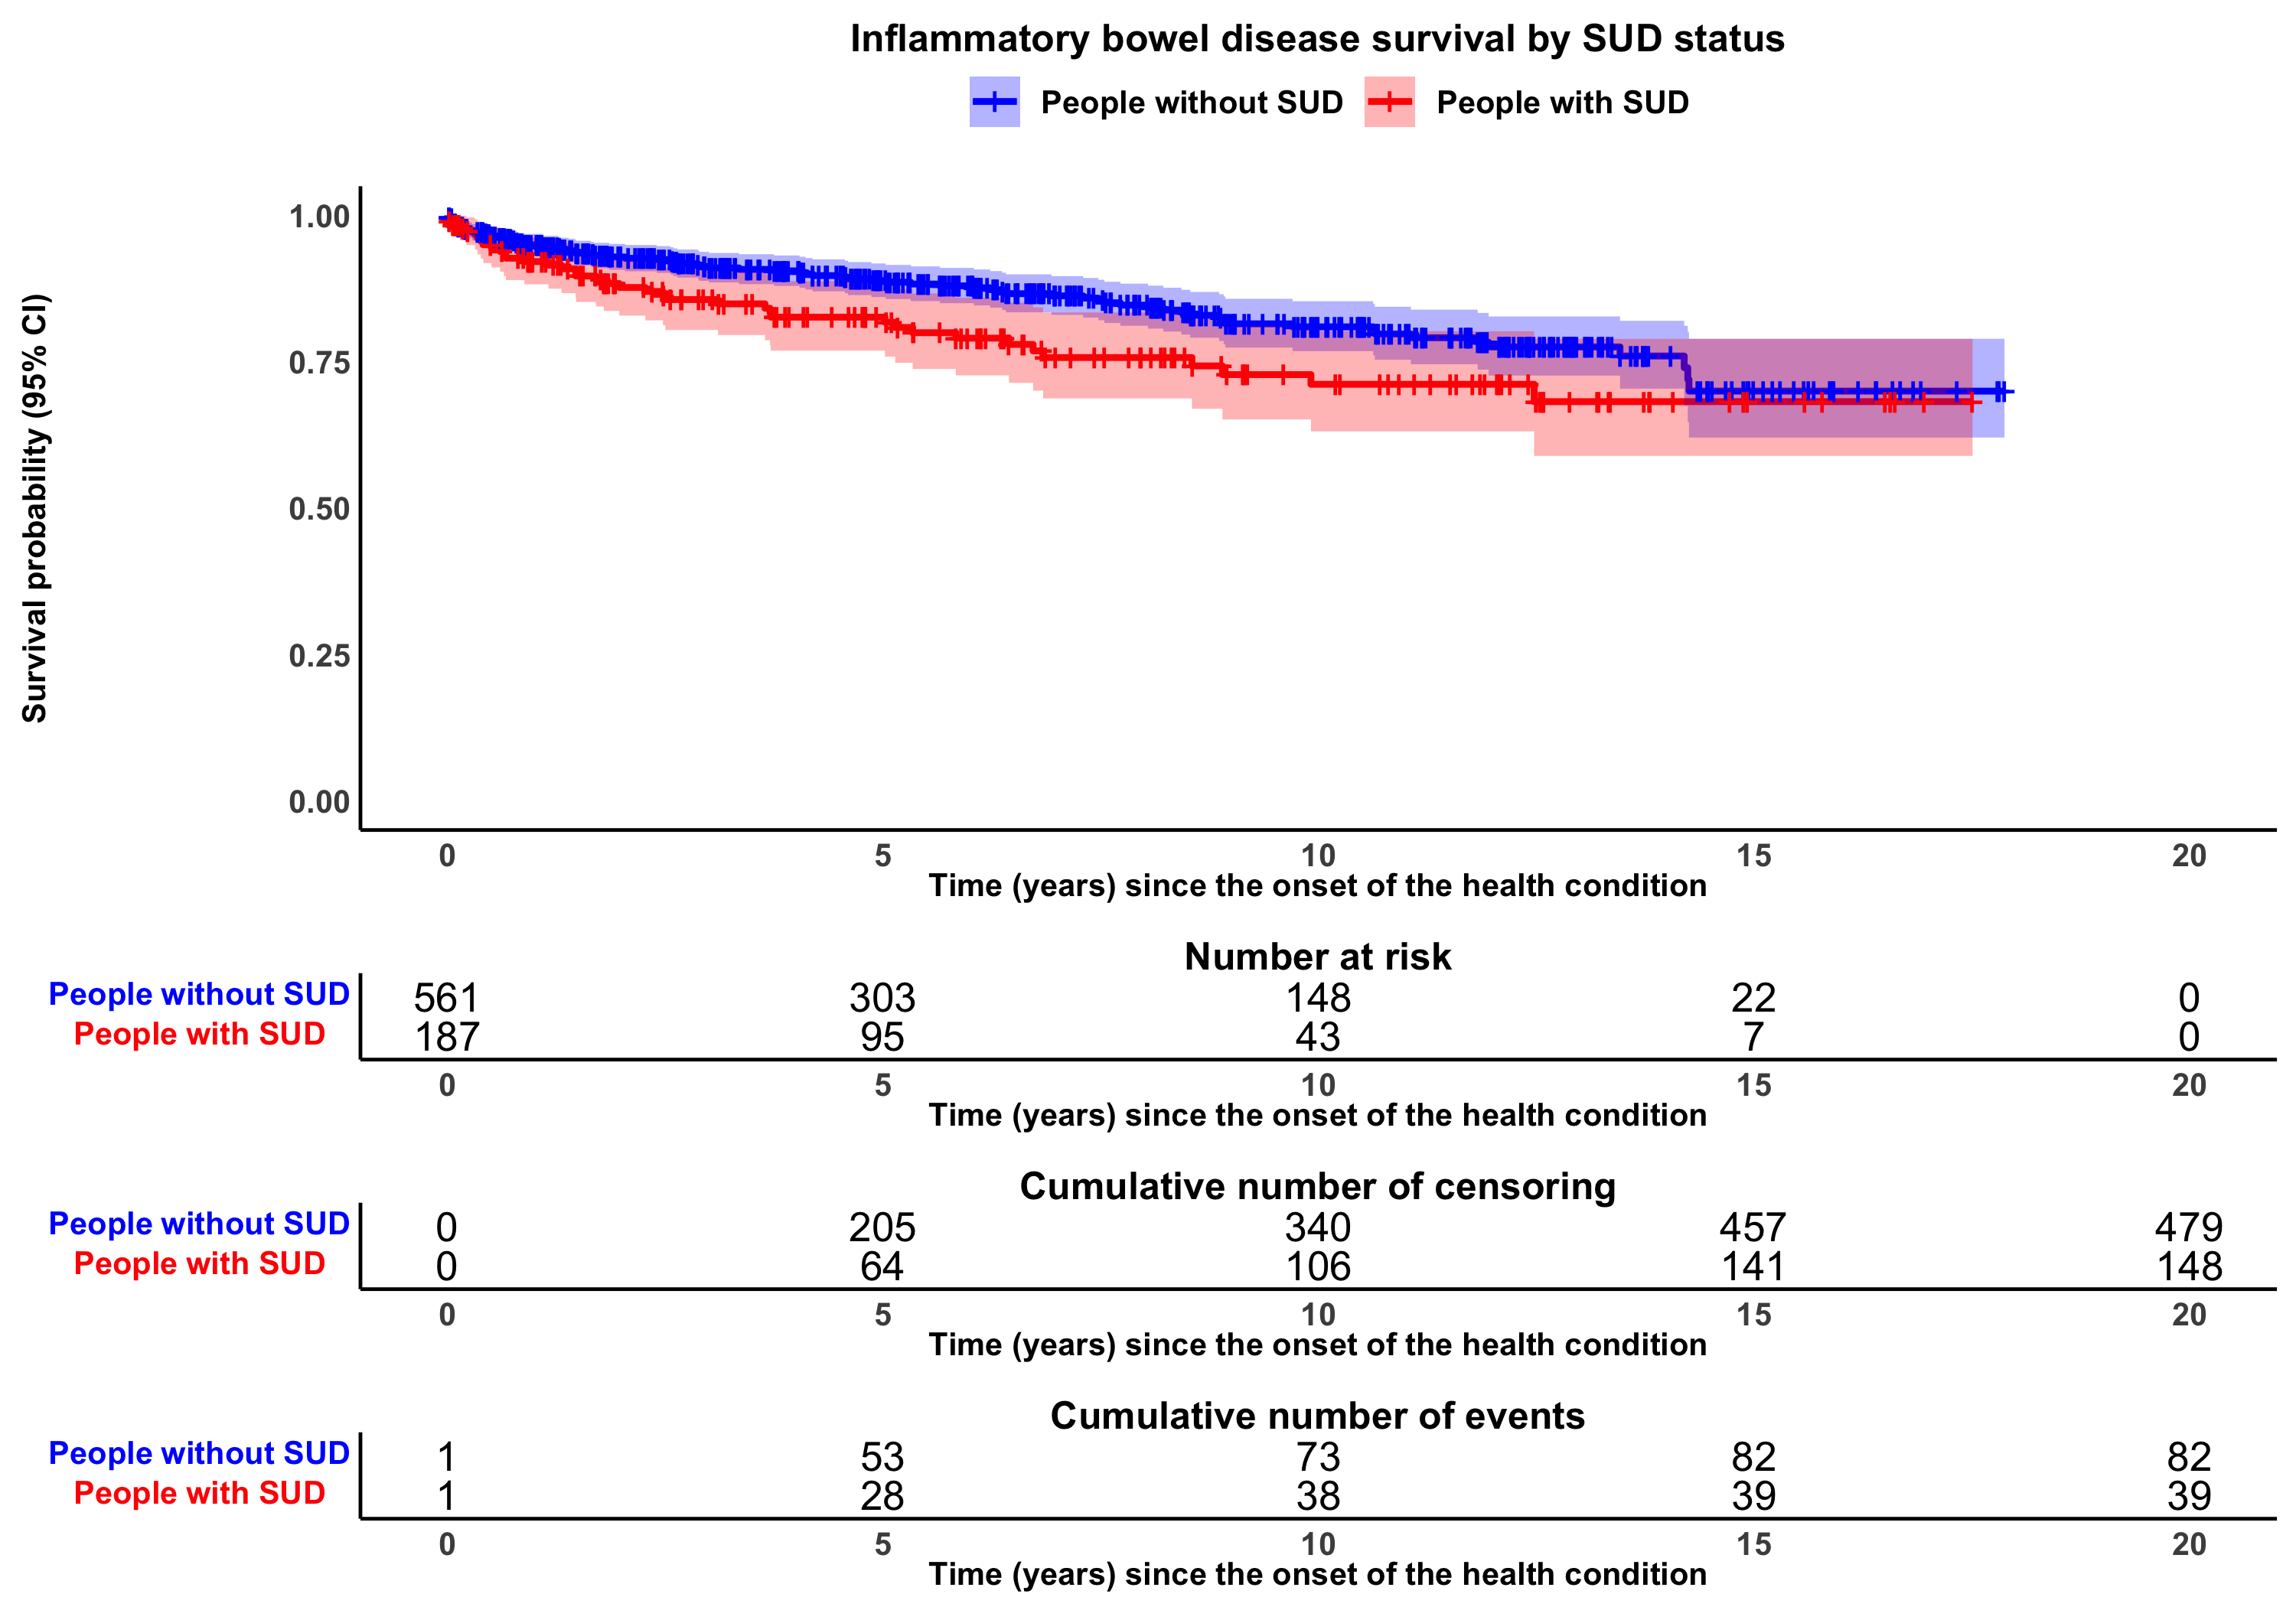 Inflammatory bowel disease survival by SUD status
People without SUD People with SUD
Survival probability (95% CI)
1.00
0.75
0.50
0.25
0.00
0 5 10 15 20
Time (years) since the onset of the health condition
Number at risk
People without SUD 561 303 148 22 0
People with SUD 187 95 43 7 0
0 5 10 15 20
Time (years) since the onset of the health condition
Cumulative number of censoring
People without SUD 0 205 340 457 479
People with SUD 0 64 106 141 148
0 5 10 15 20
Time (years) since the onset of the health condition
Cumulative number of events
People without SUD 1 53 73 82 82
People with SUD 1 28 38 39 39
0 5 10 15 20
Time (years) since the onset of the health condition